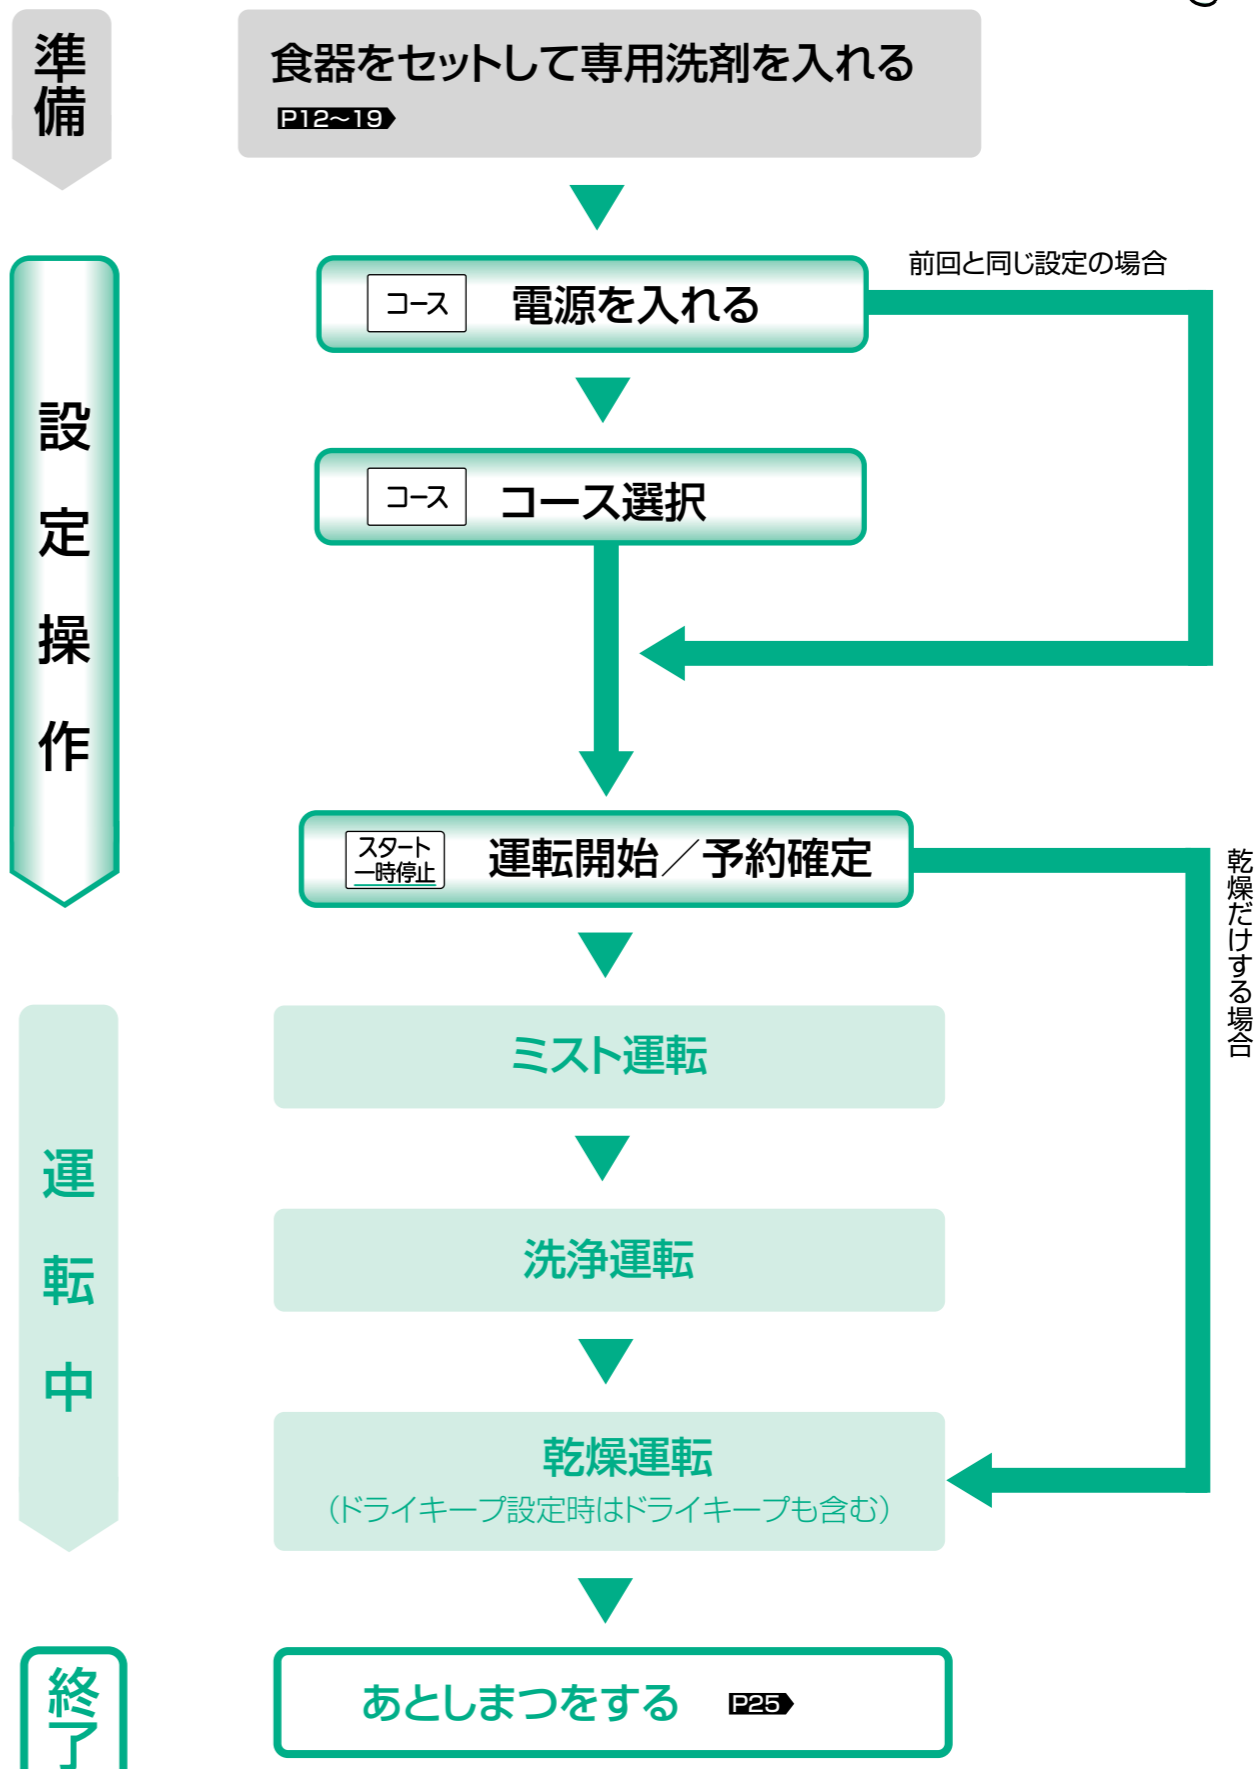 準備
食器をセットして専用洗剤を入れる
P12～19
設定操作
前回と同じ設定の場合
コース 電源を入れる
コース コース選択
スタート
一時停止
運転開始／予約確定
乾燥だけする場合
運転中
ミスト運転
洗浄運転
乾燥運転
（ドライキープ設定時はドライキープも含む）
終了
あとしまつをする P25